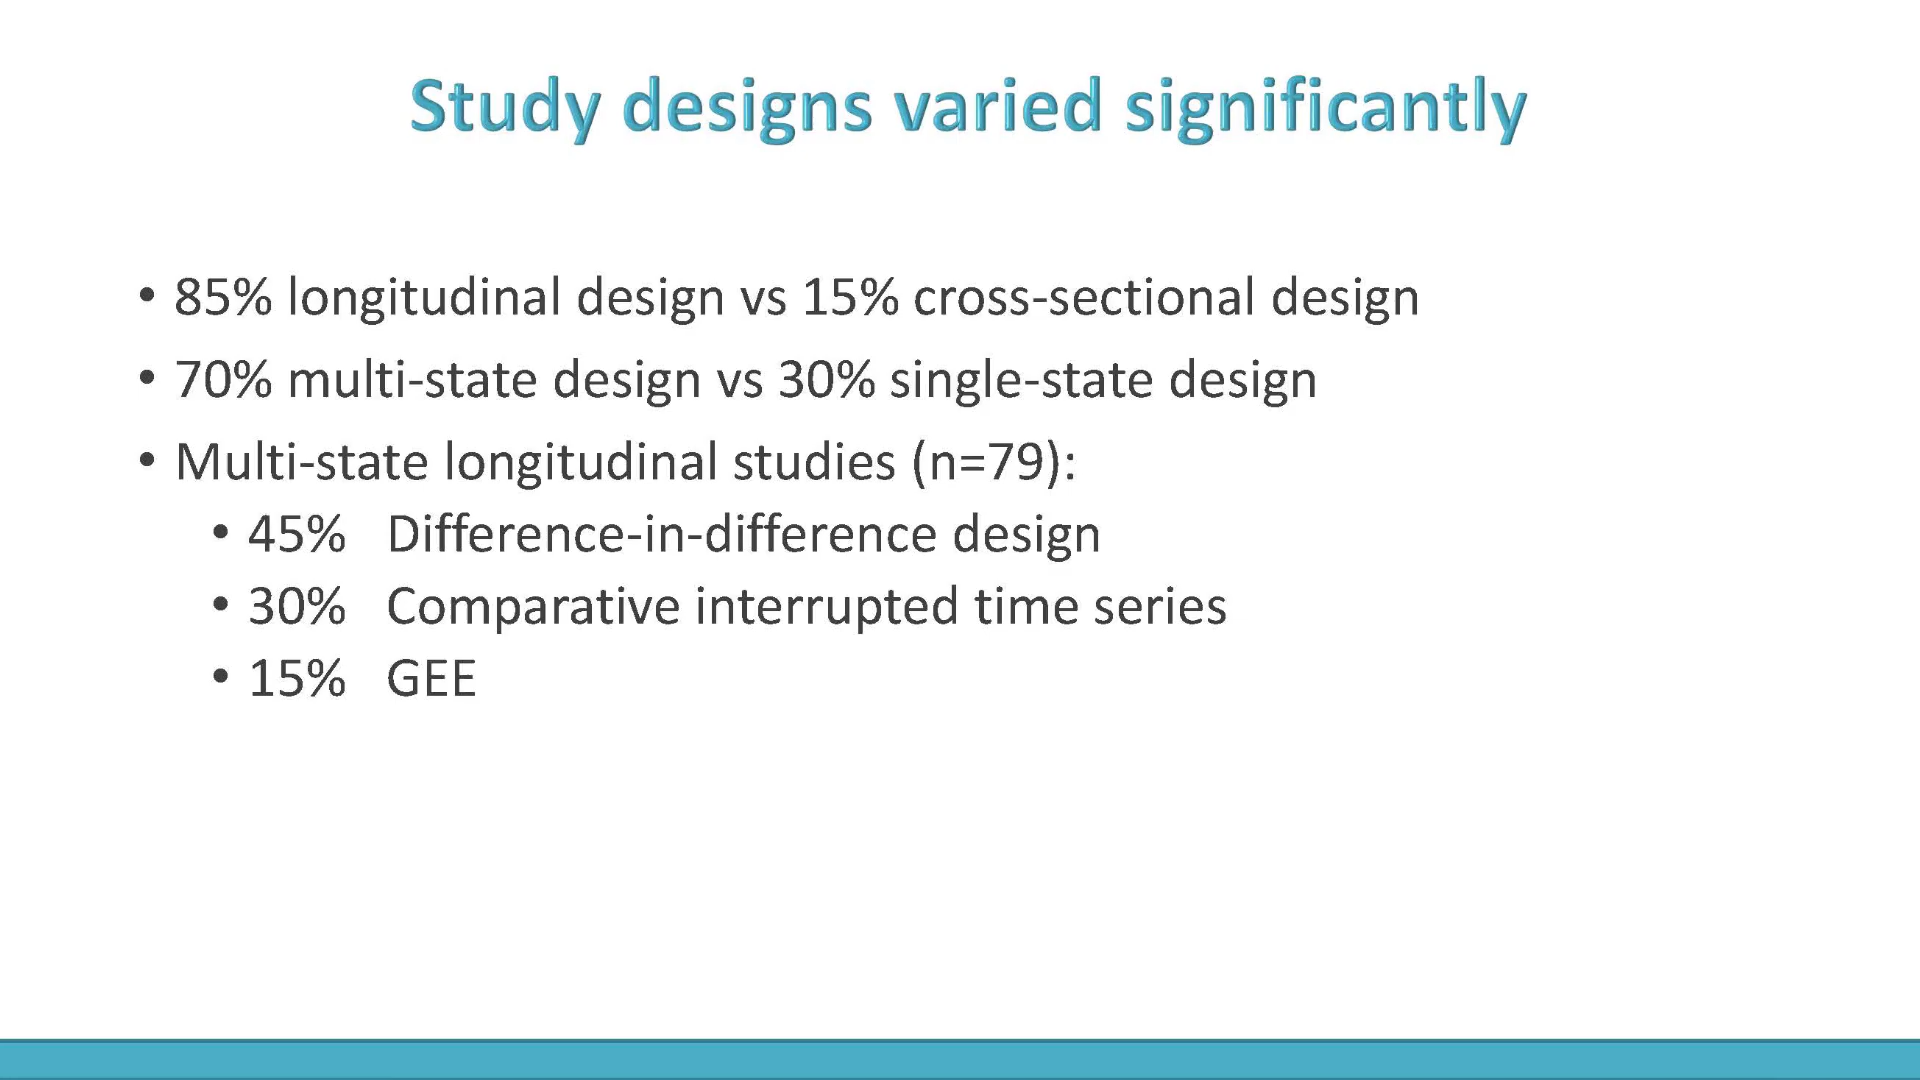 Study designs varied significantly
• 85% longitudinal design vs 15% cross-sectional design
• 70% multi-state design vs 30% single-state design
• Multi-state longitudinal studies (n=79):
• 45% Difference-in-difference design
• 30% Comparative interrupted time series
• 15% GEE